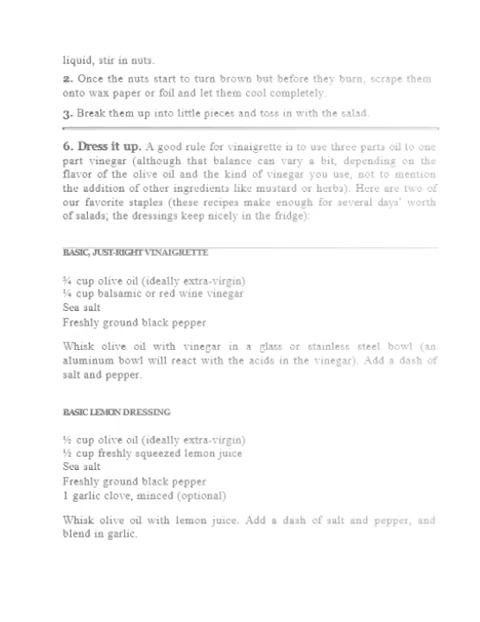 liquid, stir in nuts.
2. Once the nuts start to turn brown but before they burn, scrape them
onto wax paper or foil and let them cool completely.
3. Break them up into little pieces and toss in with the salad.
6. Dress it up. A good rule for vinaigrette is to use three parts oil to one
part vinegar (although that balance can vary a bit, depending on the
flavor of the olive oil and the kind of vinegar you use, not to mention
the addition of other ingredients like mustard or herbs). Here are two of
our favorite staples (these recipes make enough for several days' worth
of salads; the dressings keep nicely in the fridge):
BASIC, JUST-RIGHT VINAIGRETTE
¾ cup olive oil (ideally extra-virgin)
¼ cup balsamic or red wine vinegar
Sea salt
Freshly ground black pepper
Whisk olive oil with vinegar in a glass or stainless steel bowl (an
aluminum bowl will react with the acids in the vinegar). Add a dash of
salt and pepper.
BASIC LEMON DRESSING
½ cup olive oil (ideally extra-virgin)
½ cup freshly squeezed lemon juice
Sea salt
Freshly ground black pepper
1 garlic clove, minced (optional)
Whisk olive oil with lemon juice. Add a dash of salt and pepper, and
blend in garlic.